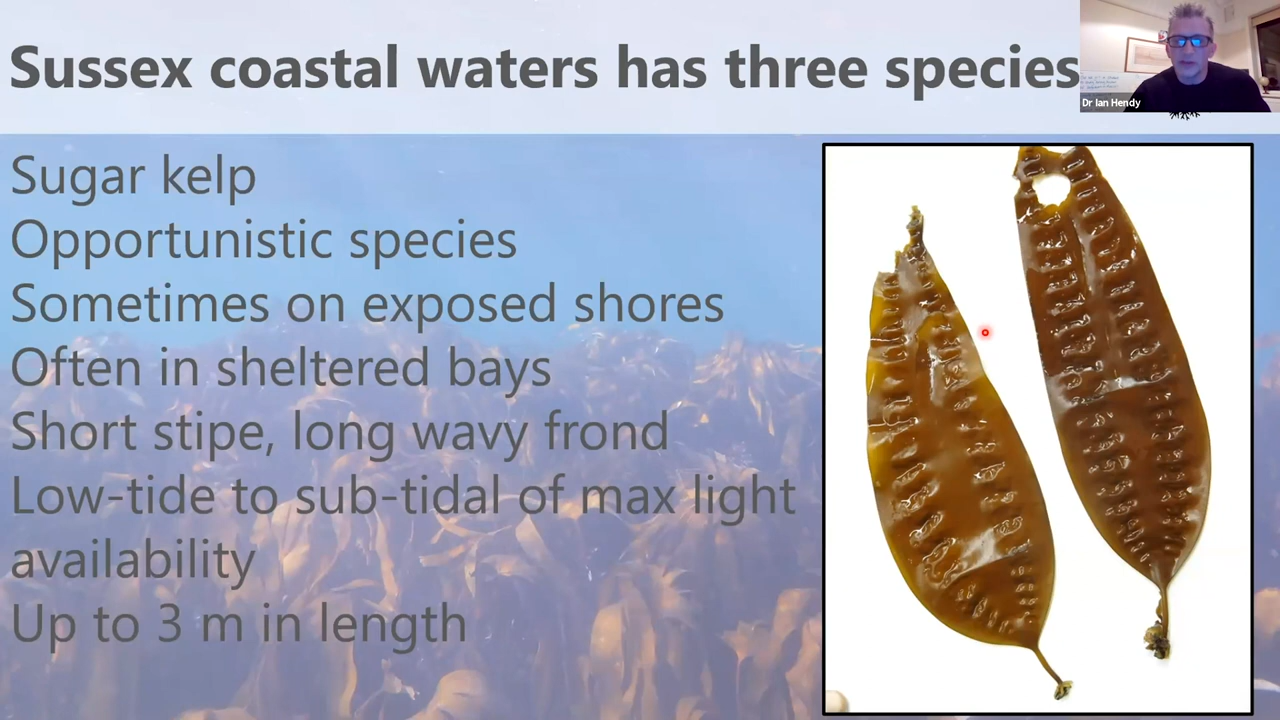 Sussex coastal waters has three species
Dr Ian Hendy
Sugar kelp
Opportunistic species
Sometimes on exposed shores
Often in sheltered bays
Short stipe, long wavy frond
Low-tide to sub-tidal of max light
availability
Up to 3 m in length